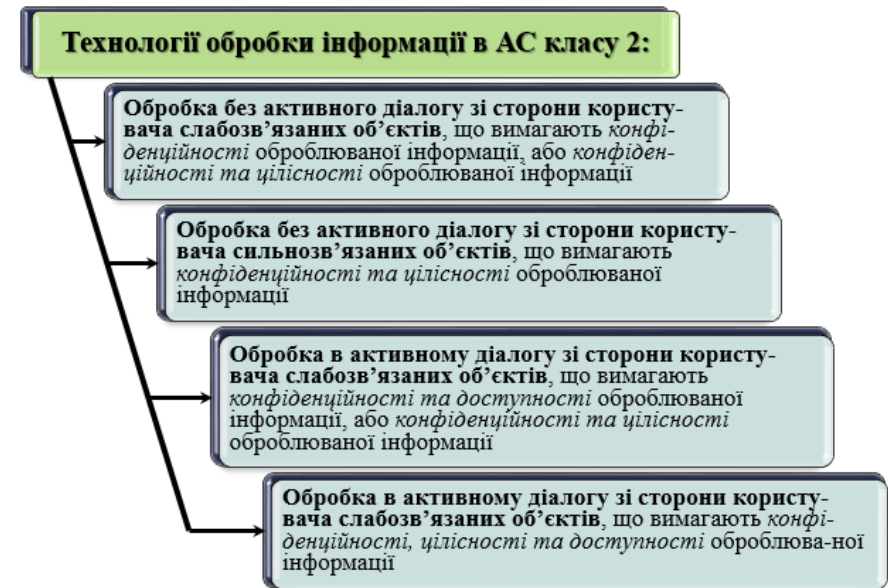 Технології обробки інформації в АС класу 2:
Обробка без активного діалогу зі сторони користу-
вача слабозв’язаних об’єктів, що вимагають конфі-
денційності оброблюваної інформації, або конфіден-
ційності та цілісності оброблюваної інформації
Обробка без активного діалогу зі сторони користу-
вача сильнозв’язаних об’єктів, що вимагають
конфіденційності та цілісності оброблюваної
інформації
Обробка в активному діалогу зі сторони користу-
вача слабозв’язаних об’єктів, що вимагають
конфіденційності та доступності оброблюваної
інформації, або конфіденційності та цілісності
оброблюваної інформації
Обробка в активному діалогу зі сторони користу-
вача слабозв’язаних об’єктів, що вимагають конфі-
денційності, цілісності та доступності оброблюва-ної
інформації